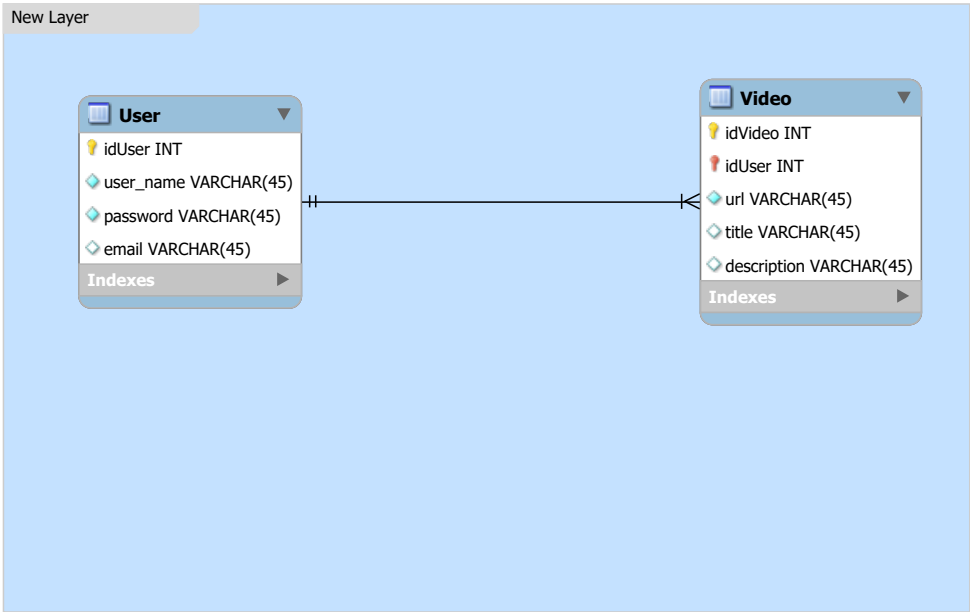 New Layer
User
idUser INT
user_name VARCHAR(45)
password VARCHAR(45)
email VARCHAR(45)
Indexes
Video
idVideo INT
idUser INT
url VARCHAR(45)
title VARCHAR(45)
description VARCHAR(45)
Indexes